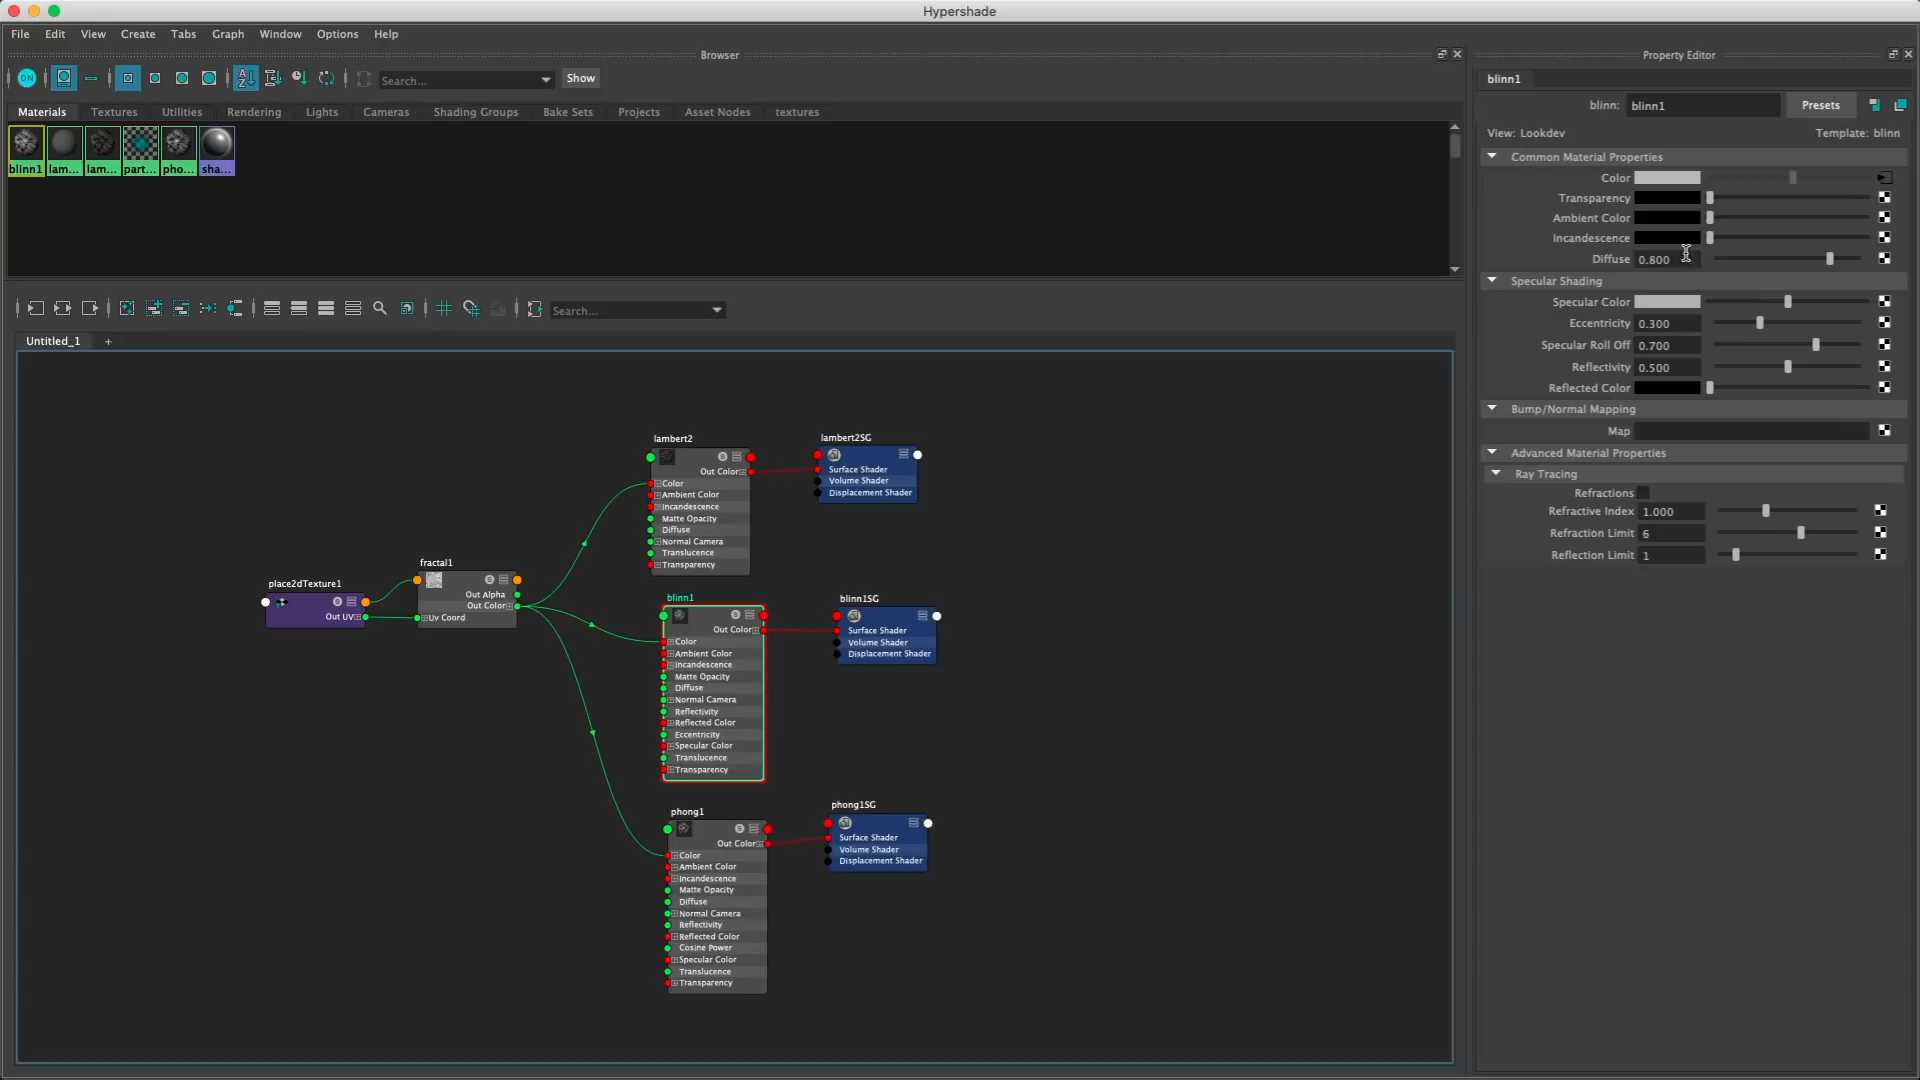 Hypershade
File Edit View Create Tabs Graph Window Options Help
Browser
ON Search... Show
Materials Textures Utilities Rendering Lights Cameras Shading Groups Bake Sets Projects Asset Nodes textures
blinn1 lam... lam... part... pho... sha...
Search...
Untitled_1 +
lambert2
Out Color
Color
Ambient Color
Incandescence
Matte Opacity
Diffuse
Normal Camera
Translucence
Transparency
lambert2SG
Surface Shader
Volume Shader
Displacement Shader
place2dTexture1
Out UV
fractal1
Out Alpha
Out Color
Uv Coord
blinn1
Out Color
Color
Ambient Color
Incandescence
Matte Opacity
Diffuse
Normal Camera
Reflectivity
Reflected Color
Eccentricity
Specular Color
Translucence
Transparency
blinn1SG
Surface Shader
Volume Shader
Displacement Shader
phong1
Out Color
Color
Ambient Color
Incandescence
Matte Opacity
Diffuse
Normal Camera
Reflectivity
Reflected Color
Cosine Power
Specular Color
Translucence
Transparency
phong1SG
Surface Shader
Volume Shader
Displacement Shader
Property Editor
blinn1
blinn: blinn1 Presets
View: Lookdev Template: blinn
Common Material Properties
Color
Transparency
Ambient Color
Incandescence
Diffuse 0.800
Specular Shading
Specular Color
Eccentricity 0.300
Specular Roll Off 0.700
Reflectivity 0.500
Reflected Color
Bump/Normal Mapping
Map
Advanced Material Properties
Ray Tracing
Refractions
Refractive Index 1.000
Refraction Limit 6
Reflection Limit 1